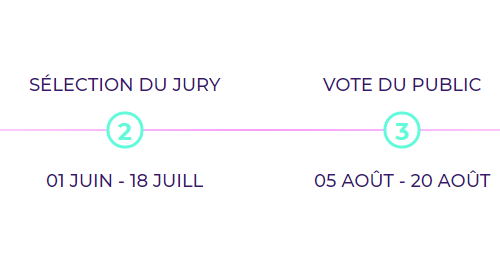 SÉLECTION DU JURY
VOTE DU PUBLIC
2
3
01 JUIN - 18 JUILL
05 AOÛT - 20 AOÛT